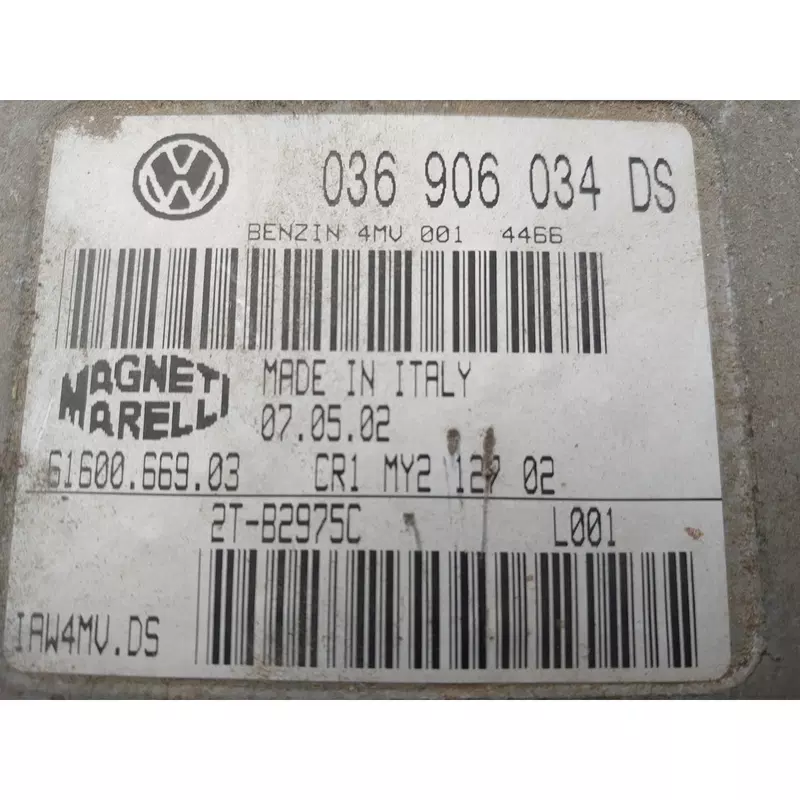 036 906 034 DS
BENZIN 4MV 001 4466
MAGNETI MARELLI
MADE IN ITALY
07.05.02
61600.669.03 CR1 MY2 127 02
2T-B2975C L001
IAW4MV.DS